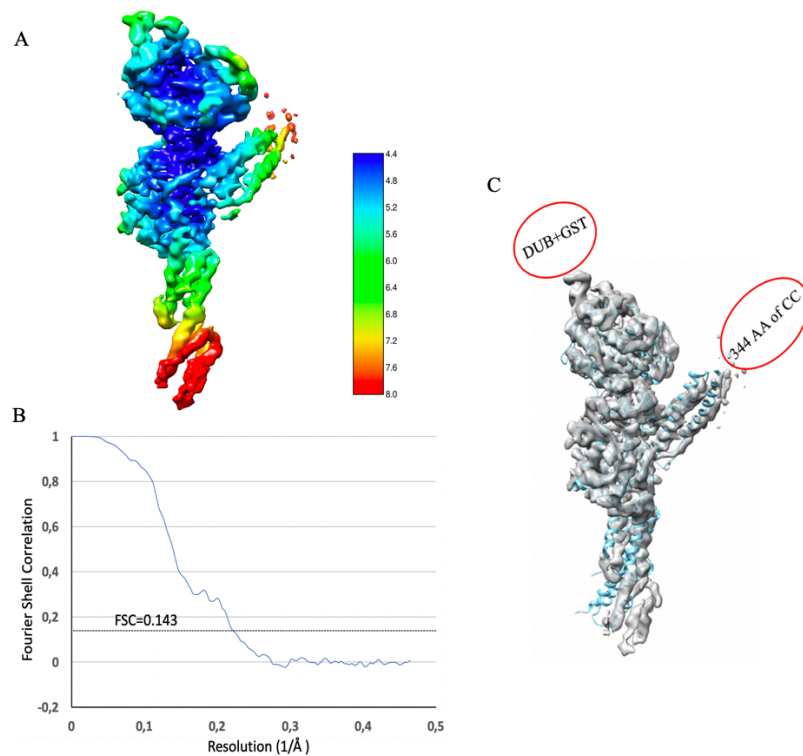 A
4.4
4.8
5.2
5.6
6.0
6.4
6.8
7.2
7.6
8.0
C
DUB+GST
~344 AA of CC
B
Fourier Shell Correlation
1
0,8
0,6
0,4
0,2
0
-0,2
FSC=0.143
0
0,1
0,2
0,3
0,4
0,5
Resolution (1/Å )